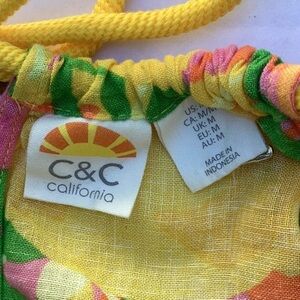 C&C
california
US: M
CA: M/M
UK: M
EU: M
AU: M
MADE IN
INDONESIA